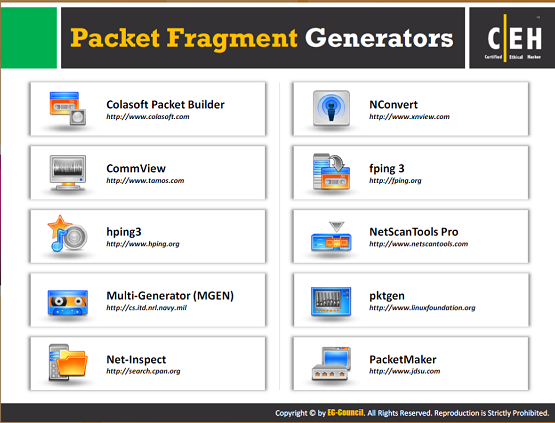 Packet Fragment Generators
C|EH
Certified Ethical Hacker
Colasoft Packet Builder
http://www.colasoft.com
CommView
http://www.tamos.com
hping3
http://www.hping.org
Multi-Generator (MGEN)
http://cs.itd.nrl.navy.mil
Net-Inspect
http://search.cpan.org
NConvert
http://www.xnview.com
fping 3
http://fping.org
NetScanTools Pro
http://www.netscantools.com
pktgen
http://www.linuxfoundation.org
PacketMaker
http://www.jdsu.com
Copyright © by EC-Council. All Rights Reserved. Reproduction is Strictly Prohibited.